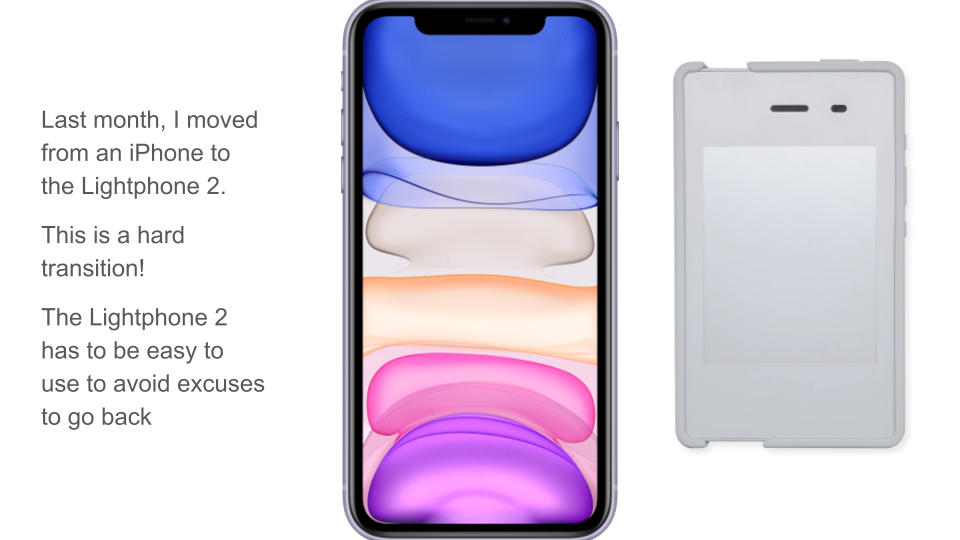 Last month, I moved
from an iPhone to
the Lightphone 2.
This is a hard
transition!
The Lightphone 2
has to be easy to
use to avoid excuses
to go back